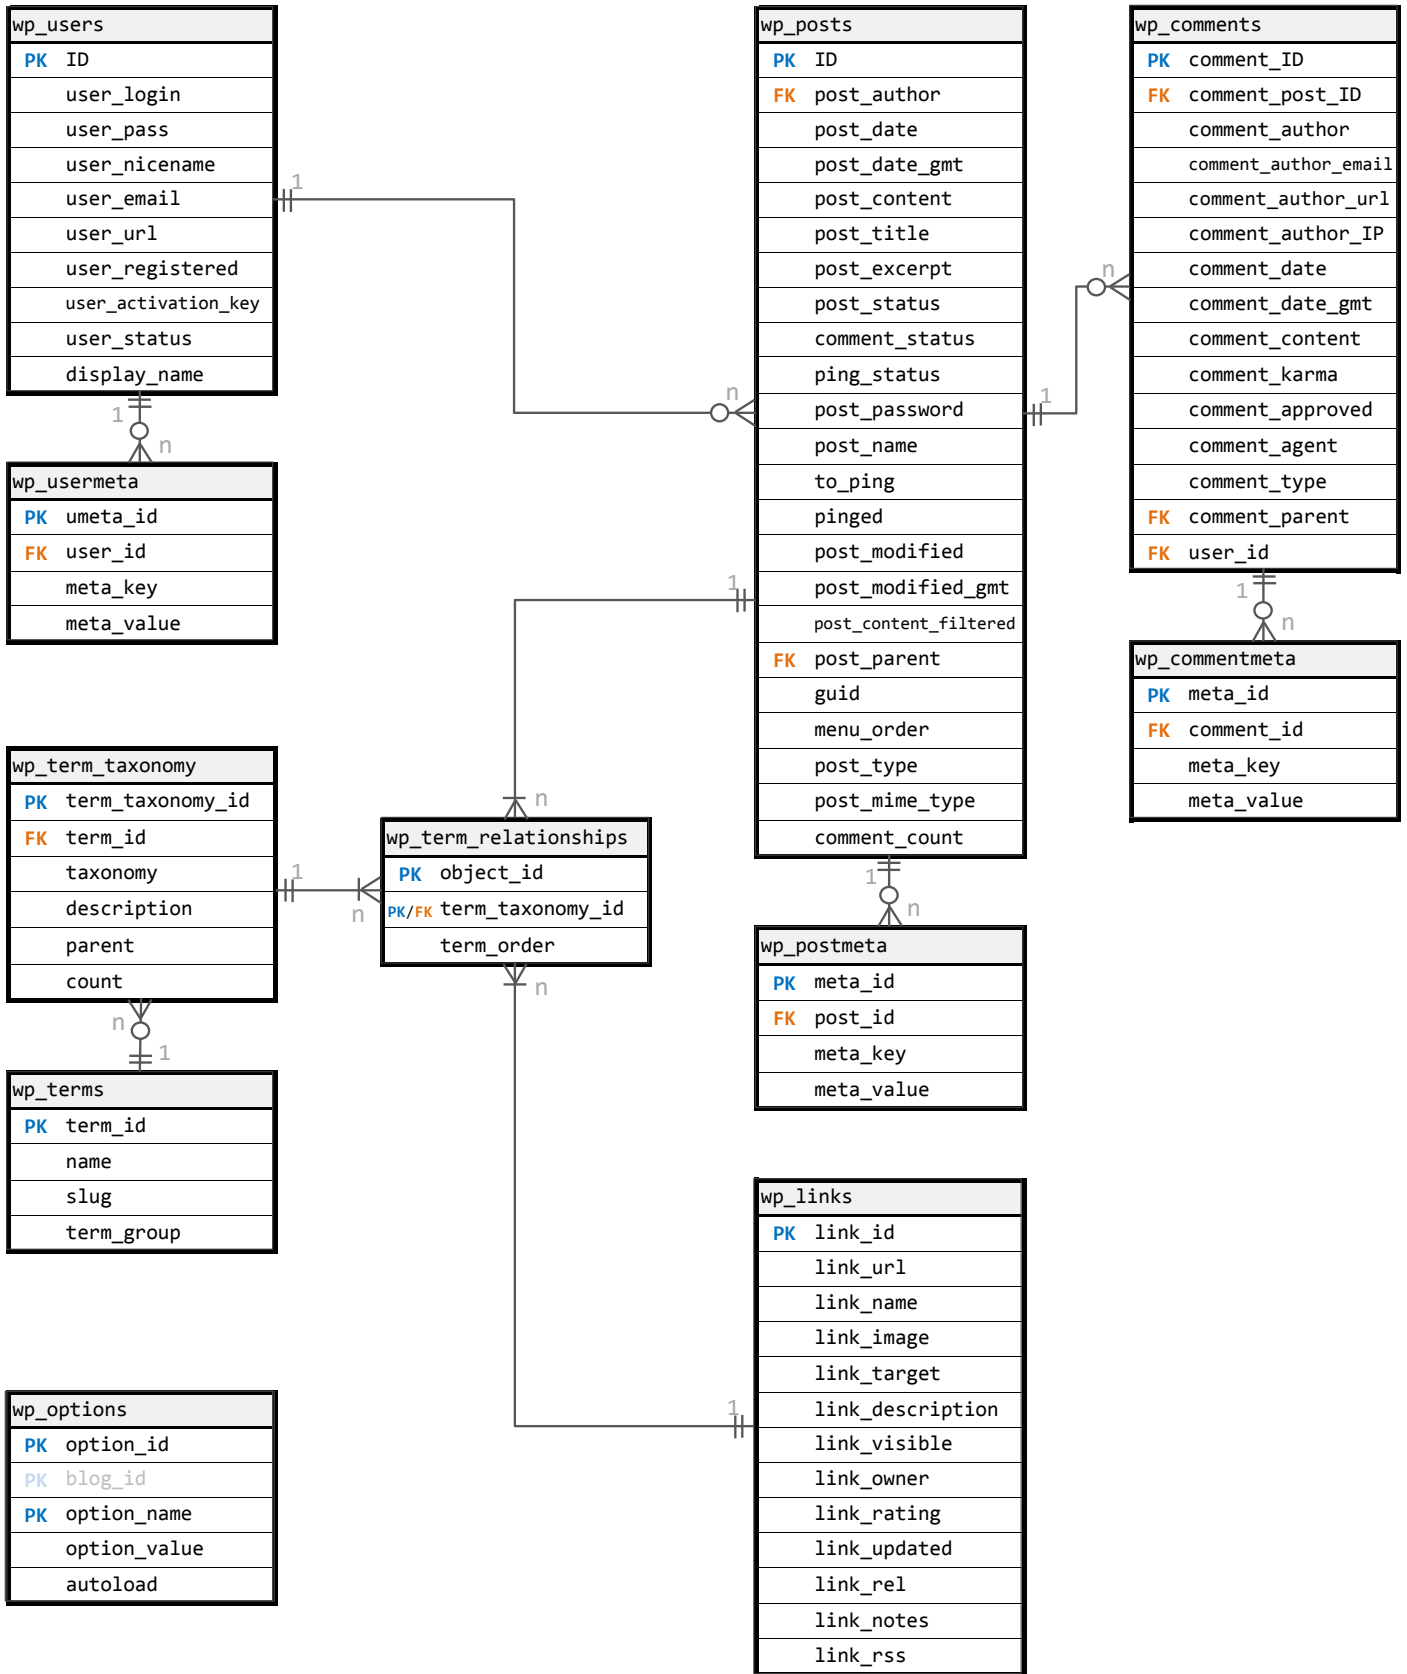 wp_users
PK ID
user_login
user_pass
user_nicename
user_email
user_url
user_registered
user_activation_key
user_status
display_name
1
n
1
n
wp_usermeta
PK umeta_id
FK user_id
meta_key
meta_value
wp_posts
PK ID
FK post_author
post_date
post_date_gmt
post_content
post_title
post_excerpt
post_status
comment_status
ping_status
post_password
post_name
to_ping
pinged
post_modified
post_modified_gmt
post_content_filtered
FK post_parent
guid
menu_order
post_type
post_mime_type
comment_count
1
n
1
n
1
n
wp_comments
PK comment_ID
FK comment_post_ID
comment_author
comment_author_email
comment_author_url
comment_author_IP
comment_date
comment_date_gmt
comment_content
comment_karma
comment_approved
comment_agent
comment_type
FK comment_parent
FK user_id
1
n
wp_commentmeta
PK meta_id
FK comment_id
meta_key
meta_value
wp_term_taxonomy
PK term_taxonomy_id
FK term_id
taxonomy
description
parent
count
1
n
n
1
wp_term_relationships
PK object_id
PK/FK term_taxonomy_id
term_order
n
1
wp_postmeta
PK meta_id
FK post_id
meta_key
meta_value
wp_terms
PK term_id
name
slug
term_group
wp_links
PK link_id
link_url
link_name
link_image
link_target
link_description
link_visible
link_owner
link_rating
link_updated
link_rel
link_notes
link_rss
wp_options
PK option_id
PK blog_id
PK option_name
option_value
autoload